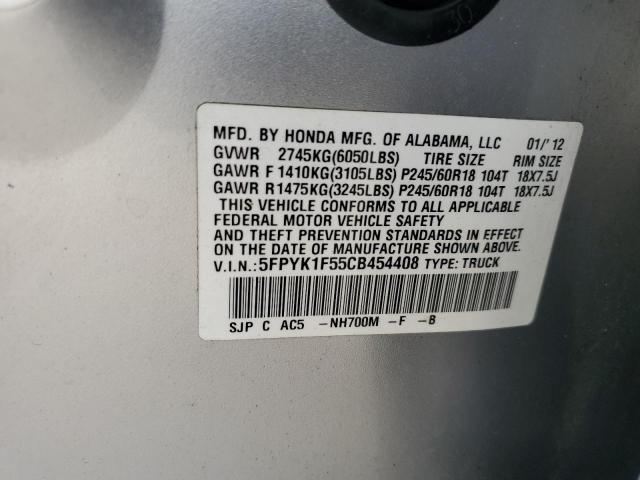 30
MFD. BY HONDA MFG. OF ALABAMA, LLC 01/'12
GVWR 2745KG(6050LBS) TIRE SIZE RIM SIZE
GAWR F 1410KG(3105LBS) P245/60R18 104T 18X7.5J
GAWR R1475KG(3245LBS) P245/60R18 104T 18X7.5J
THIS VEHICLE CONFORMS TO ALL APPLICABLE
FEDERAL MOTOR VEHICLE SAFETY
AND THEFT PREVENTION STANDARDS IN EFFECT
ON THE DATE OF MANUFACTURE SHOWN ABOVE.
V.I.N.:5FPYK1F55CB454408 TYPE: TRUCK
SJP C AC5 -NH700M -F -B